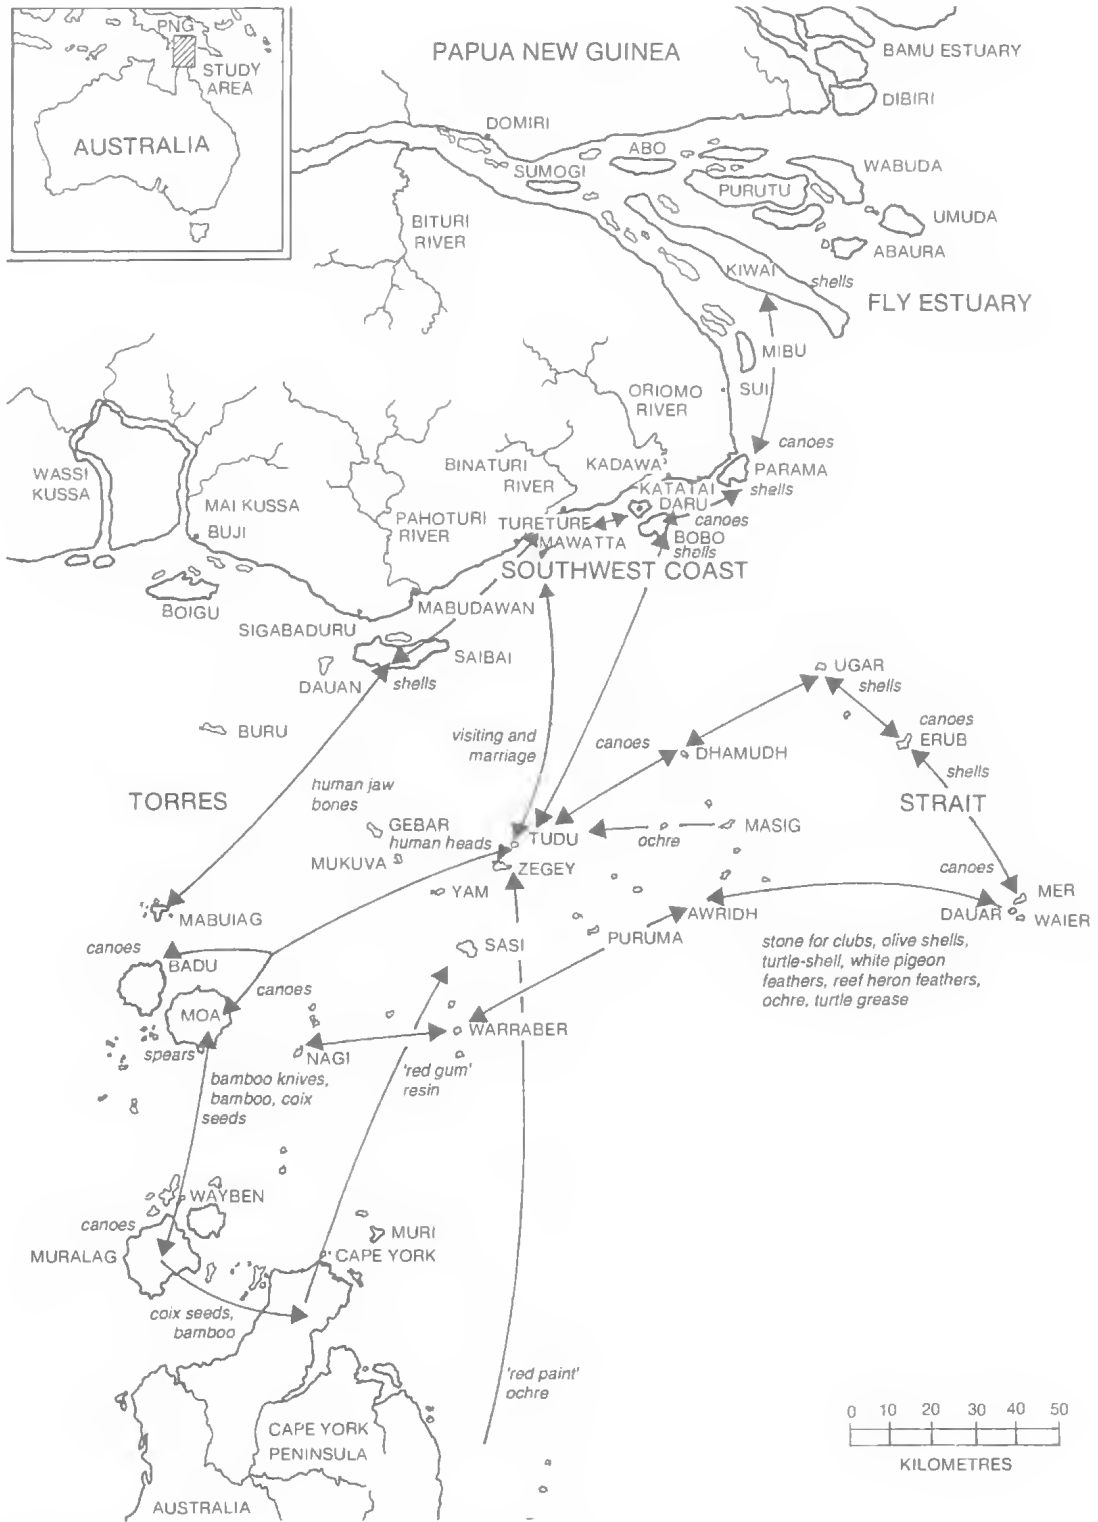 PNG
STUDY
AREA
AUSTRALIA
PAPUA NEW GUINEA
BAMU ESTUARY
DIBIRI
DOMIRI
ABO
SUMOGI
WABUDA
PURUTU
UMUDA
ABAURA
BITURI
RIVER
KIWAI
shells
FLY ESTUARY
MIBU
SUI
ORIOMO
RIVER
canoes
PARAMA
shells
WASSI
KUSSA
BINATURI
RIVER
KADAWA
KATATAI
DARU
MAI KUSSA
PAHOTURI
RIVER
TURETURE
canoes
BUJI
MAWATTA
BOBO
shells
SOUTHWEST COAST
BOIGU
MABUDAWAN
SIGABADURU
SAIBAI
DAUAN
shells
UGAR
shells
BURU
visiting and
marriage
canoes
DHAMUDH
canoes
ERUB
shells
human jaw
bones
TORRES
STRAIT
GEBAR
human heads
TUDU
ochre
MASIG
MUKUVA
ZEGEY
canoes
YAM
MER
MABUIAG
AWRIDH
DAUAR
WAIER
canoes
BADU
SASI
PURUMA
stone for clubs, olive shells,
turtle-shell, white pigeon
feathers, reef heron feathers,
ochre, turtle grease
canoes
MOA
WARRABER
spears
NAGI
'red gum'
resin
bamboo knives,
bamboo, coix
seeds
WAYBEN
canoes
MURALAG
MURI
CAPE YORK
coix seeds,
bamboo
'red paint'
ochre
CAPE YORK
PENINSULA
AUSTRALIA
0 10 20 30 40 50
KILOMETRES